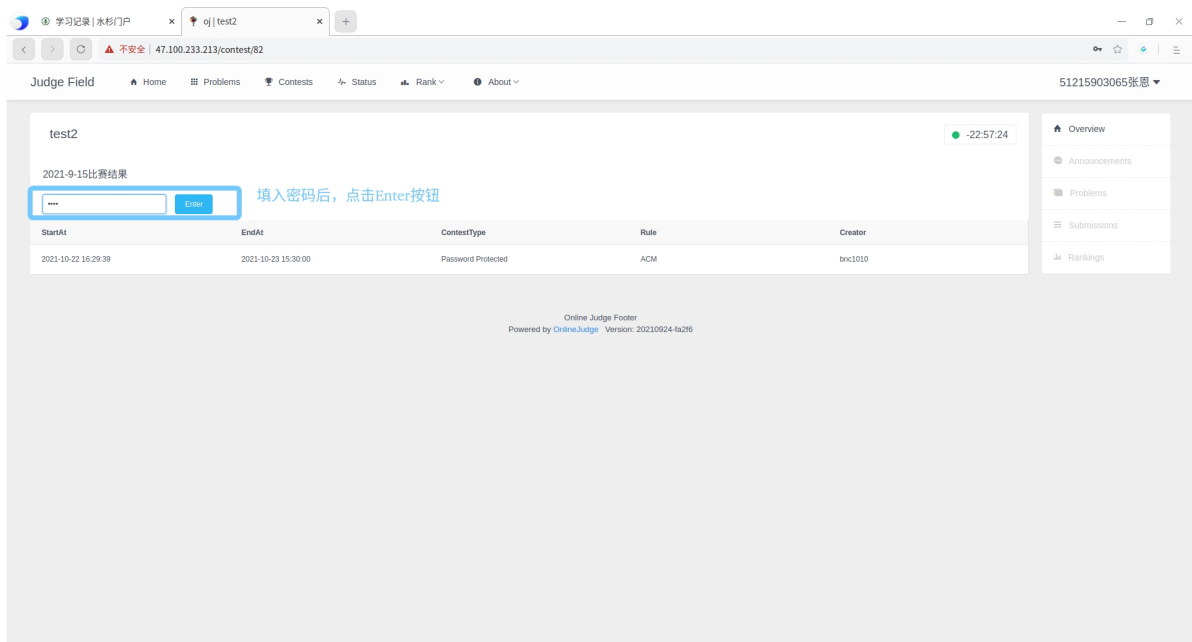 学习记录|水杉门户
oj | test2
不安全 47.100.233.213/contest/82
Judge Field Home Problems Contests Status Rank About 51215903065张恩
test2 -22:57:24
2021-9-15比赛结果
•••• Enter 填入密码后，点击Enter按钮
StartAt EndAt ContestType Rule Creator
2021-10-22 16:29:39 2021-10-23 15:30:00 Password Protected ACM bnc1010
Overview
Announcements
Problems
Submissions
Rankings
Online Judge Footer
Powered by OnlineJudge Version: 20210924-fa2f6